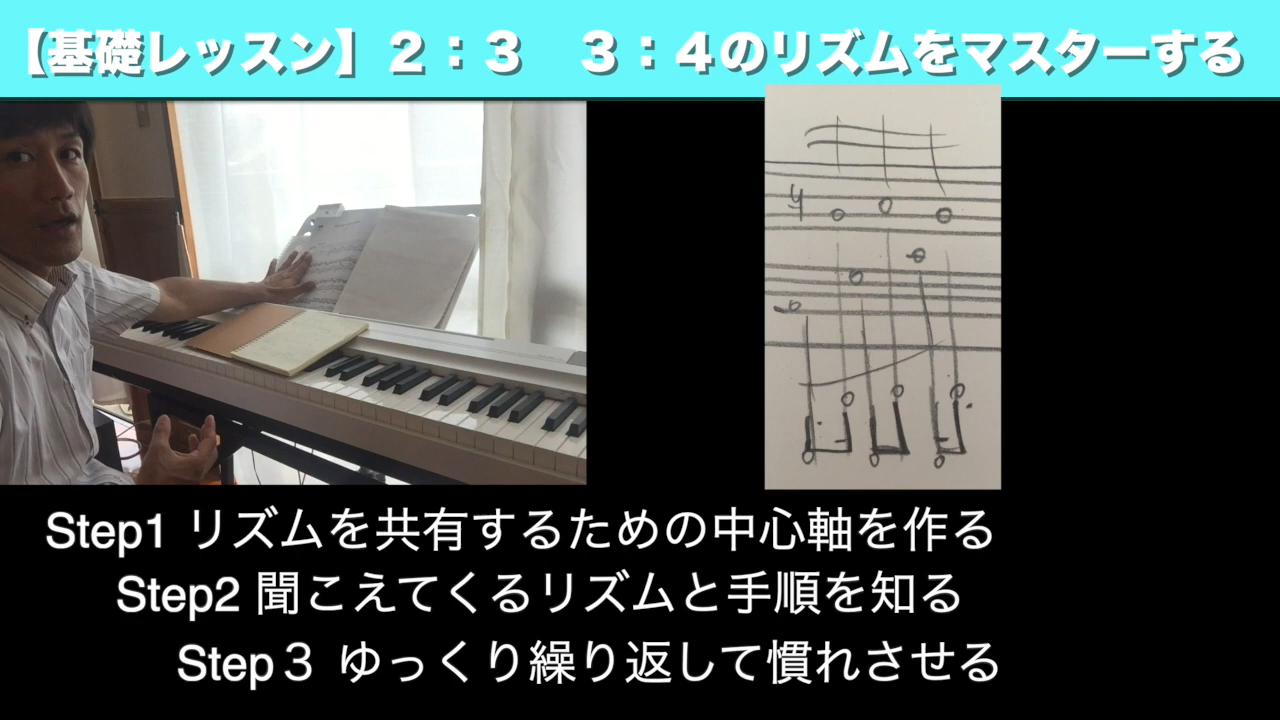 【基礎レッスン】２：３　３：４のリズムをマスターする
Step1 リズムを共有するための中心軸を作る
Step2 聞こえてくるリズムと手順を知る
Step３ ゆっくり繰り返して慣れさせる